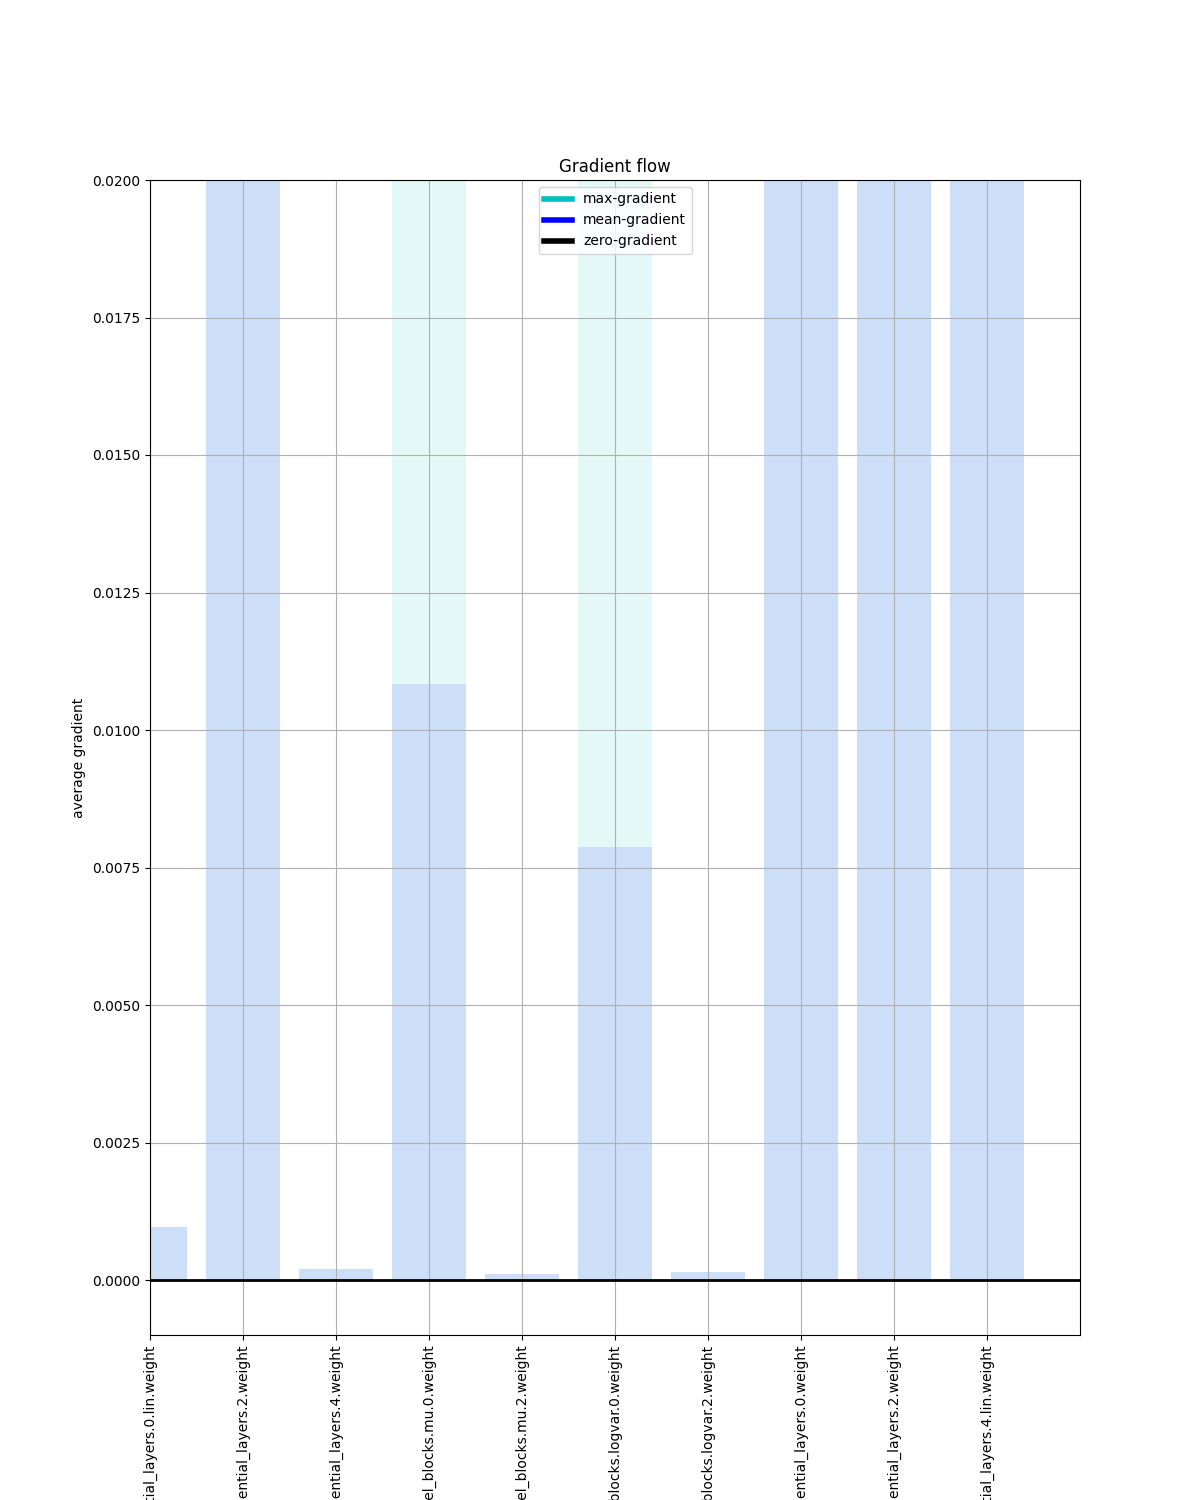 Gradient flow
max-gradient
mean-gradient
zero-gradient
0.0200
0.0175
0.0150
0.0125
0.0100
0.0075
0.0050
0.0025
0.0000
average gradient
tial_layers.0.lin.weight
ential_layers.2.weight
ential_layers.4.weight
el_blocks.mu.0.weight
el_blocks.mu.2.weight
blocks.logvar.0.weight
blocks.logvar.2.weight
ential_layers.0.weight
ential_layers.2.weight
tial_layers.4.lin.weight